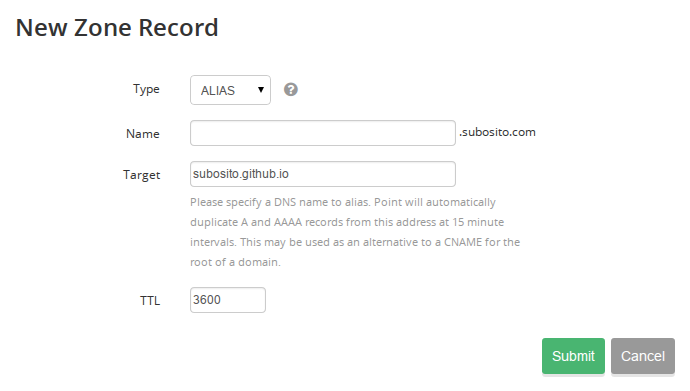 New Zone Record
Type ALIAS ?
Name .subosito.com
Target subosito.github.io
Please specify a DNS name to alias. Point will automatically
duplicate A and AAAA records from this address at 15 minute
intervals. This may be used as an alternative to a CNAME for the
root of a domain.
TTL 3600
Submit Cancel